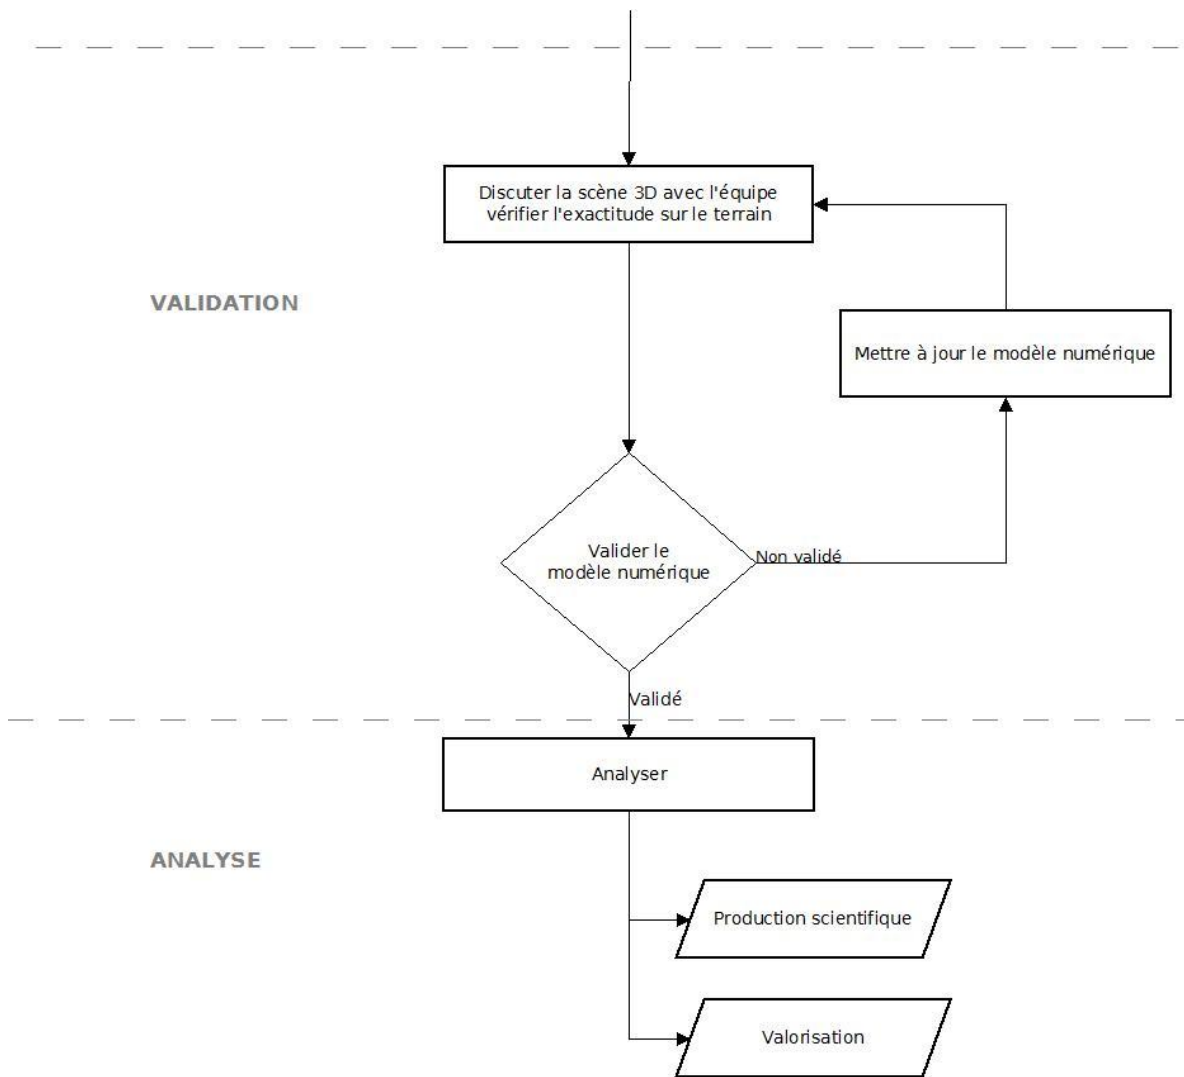 Discuter la scène 3D avec l'équipe
vérifier l'exactitude sur le terrain
VALIDATION
Mettre à jour le modèle numérique
Valider le
modèle numérique
Non validé
Validé
Analyser
ANALYSE
Production scientifique
Valorisation